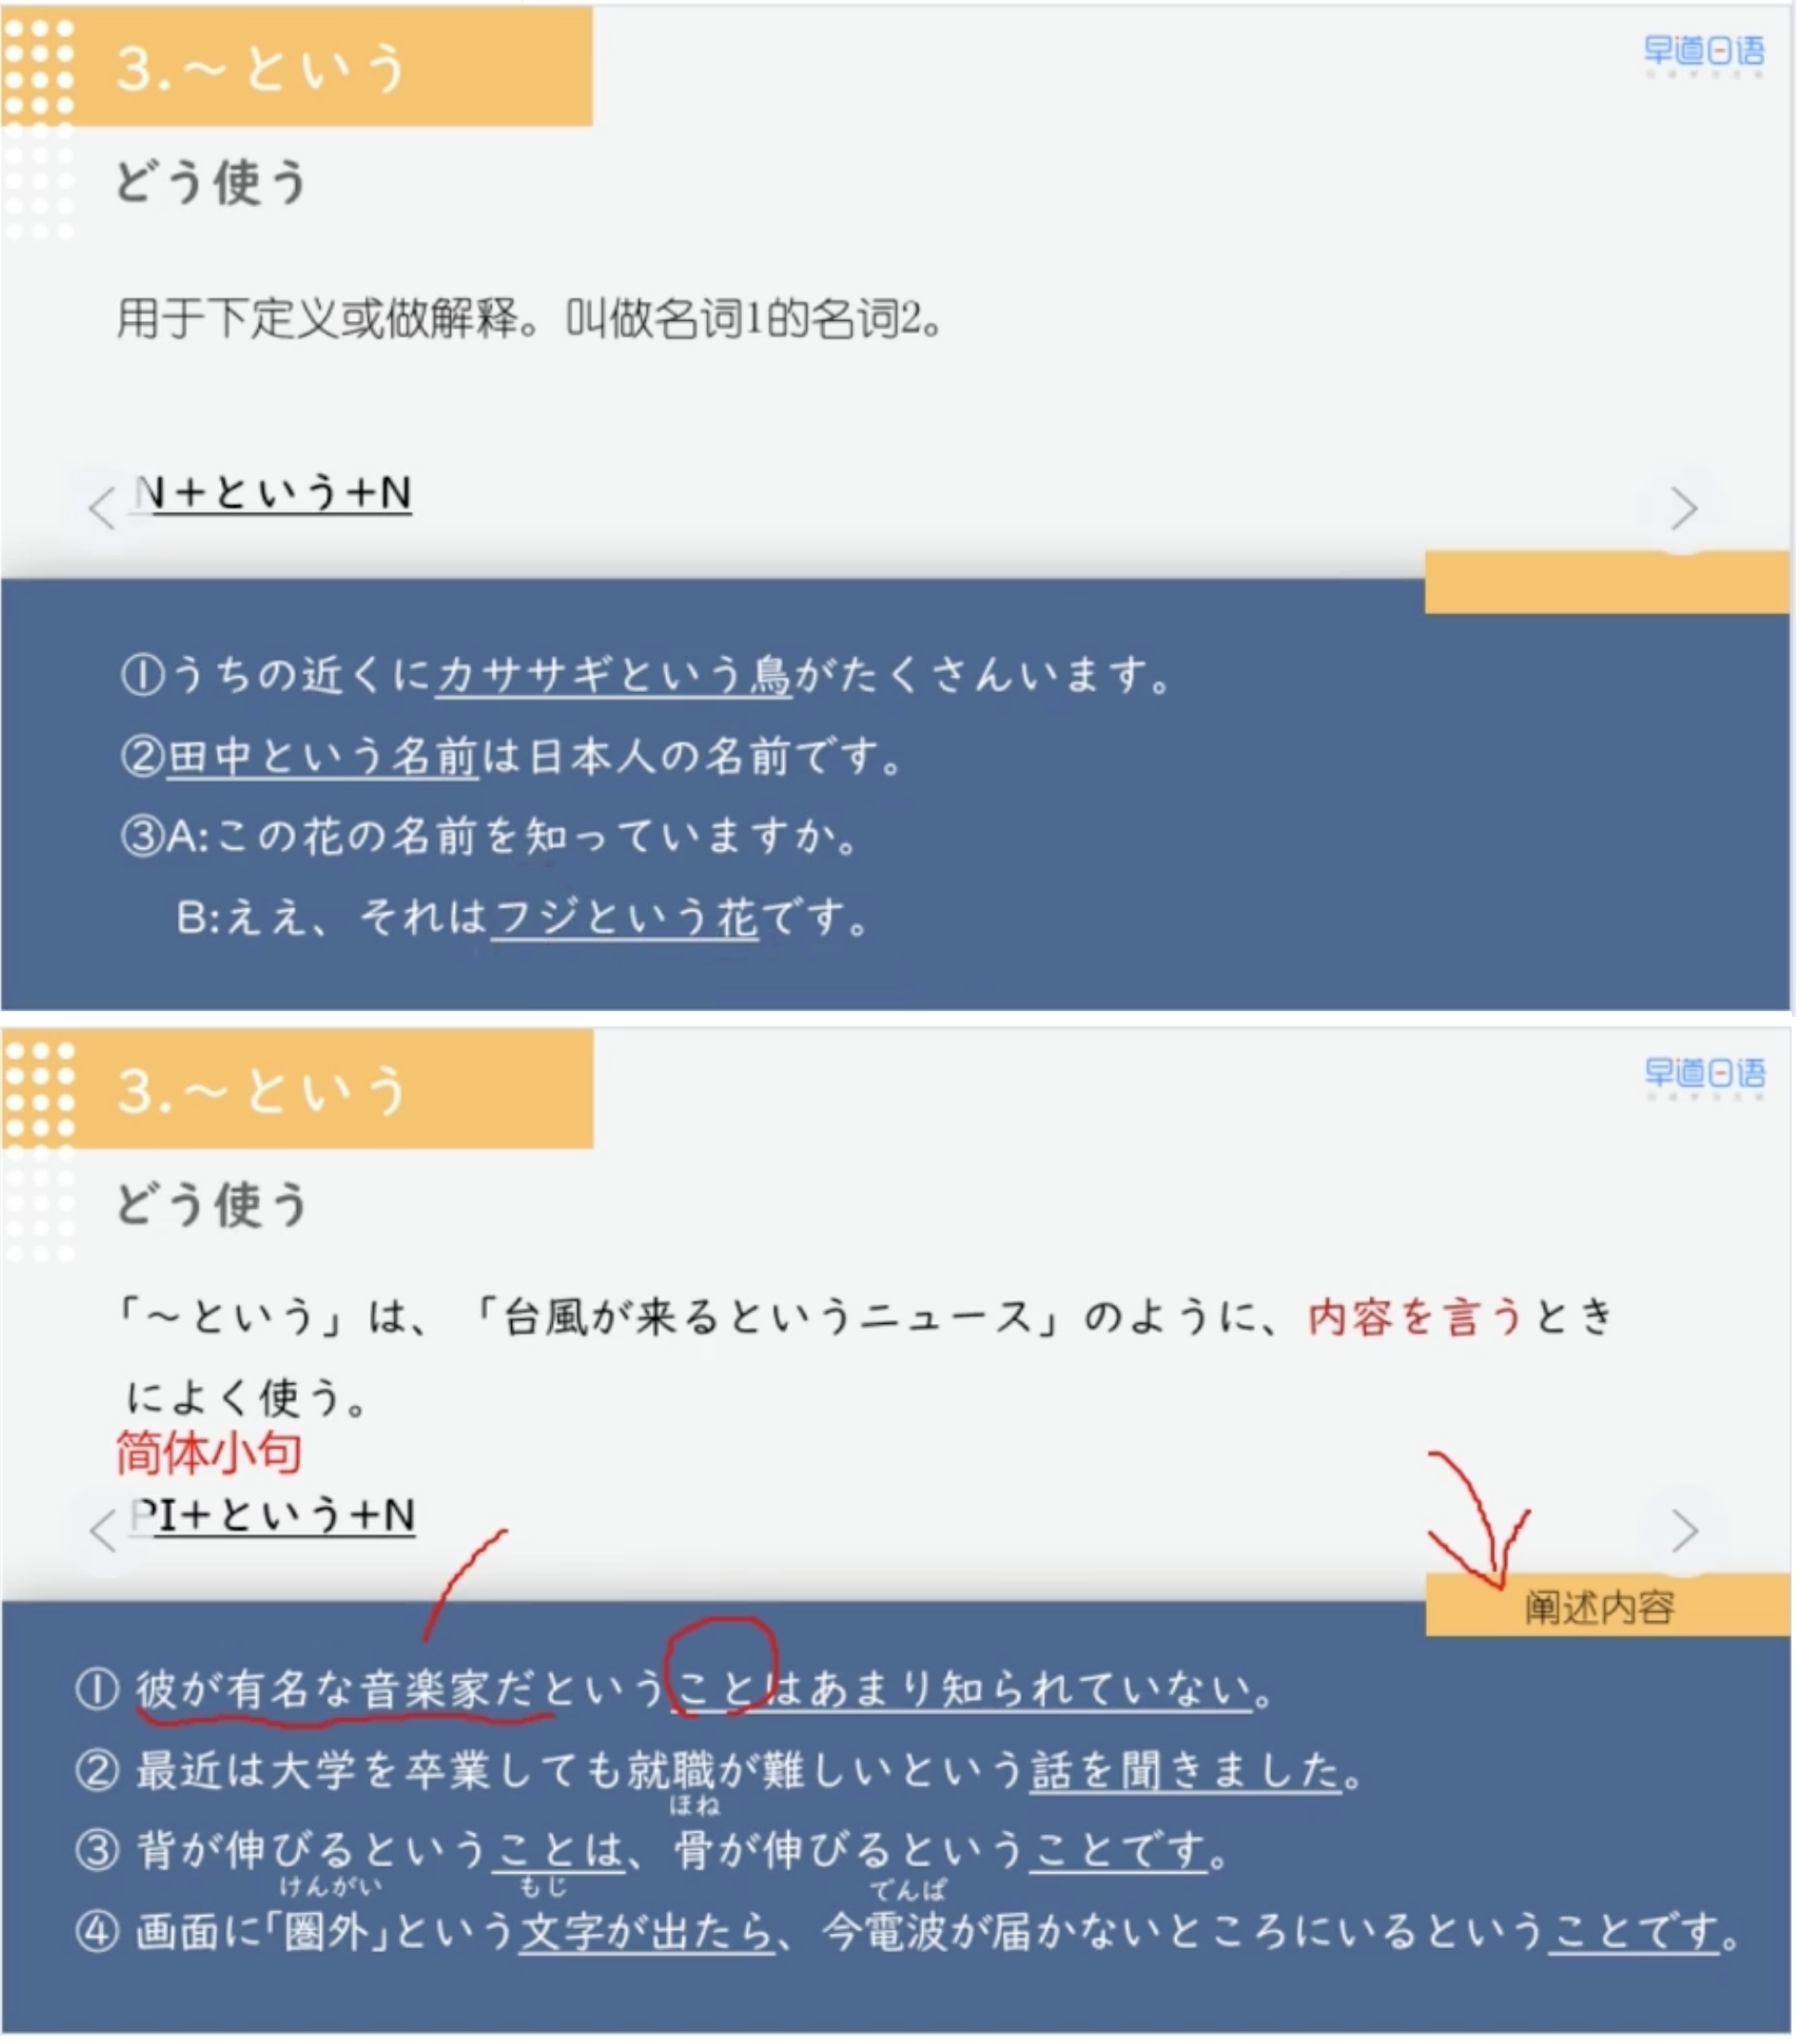 3.～という
早道日语
どう使う
用于下定义或做解释。叫做名词1的名词2。
N+という+N
①うちの近くにカササギという鳥がたくさんいます。
②田中という名前は日本人の名前です。
③A:この花の名前を知っていますか。
B:ええ、それはフジという花です。
3.～という
早道日语
どう使う
「～という」は、「台風が来るというニュース」のように、内容を言うとき
によく使う。
简体小句
PI+という+N
阐述内容
① 彼が有名な音楽家だということはあまり知られていない。
② 最近は大学を卒業しても就職が難しいという話を聞きました。
ほね
③ 背が伸びるということは、骨が伸びるということです。
けんがい もじ でんぱ
④ 画面に「圏外」という文字が出たら、今電波が届かないところにいるということです。